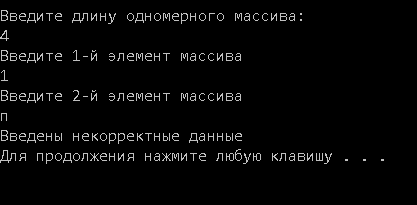 Введите длину одномерного массива:
4
Введите 1-й элемент массива
1
Введите 2-й элемент массива
п
Введены некорректные данные
Для продолжения нажмите любую клавишу . . .